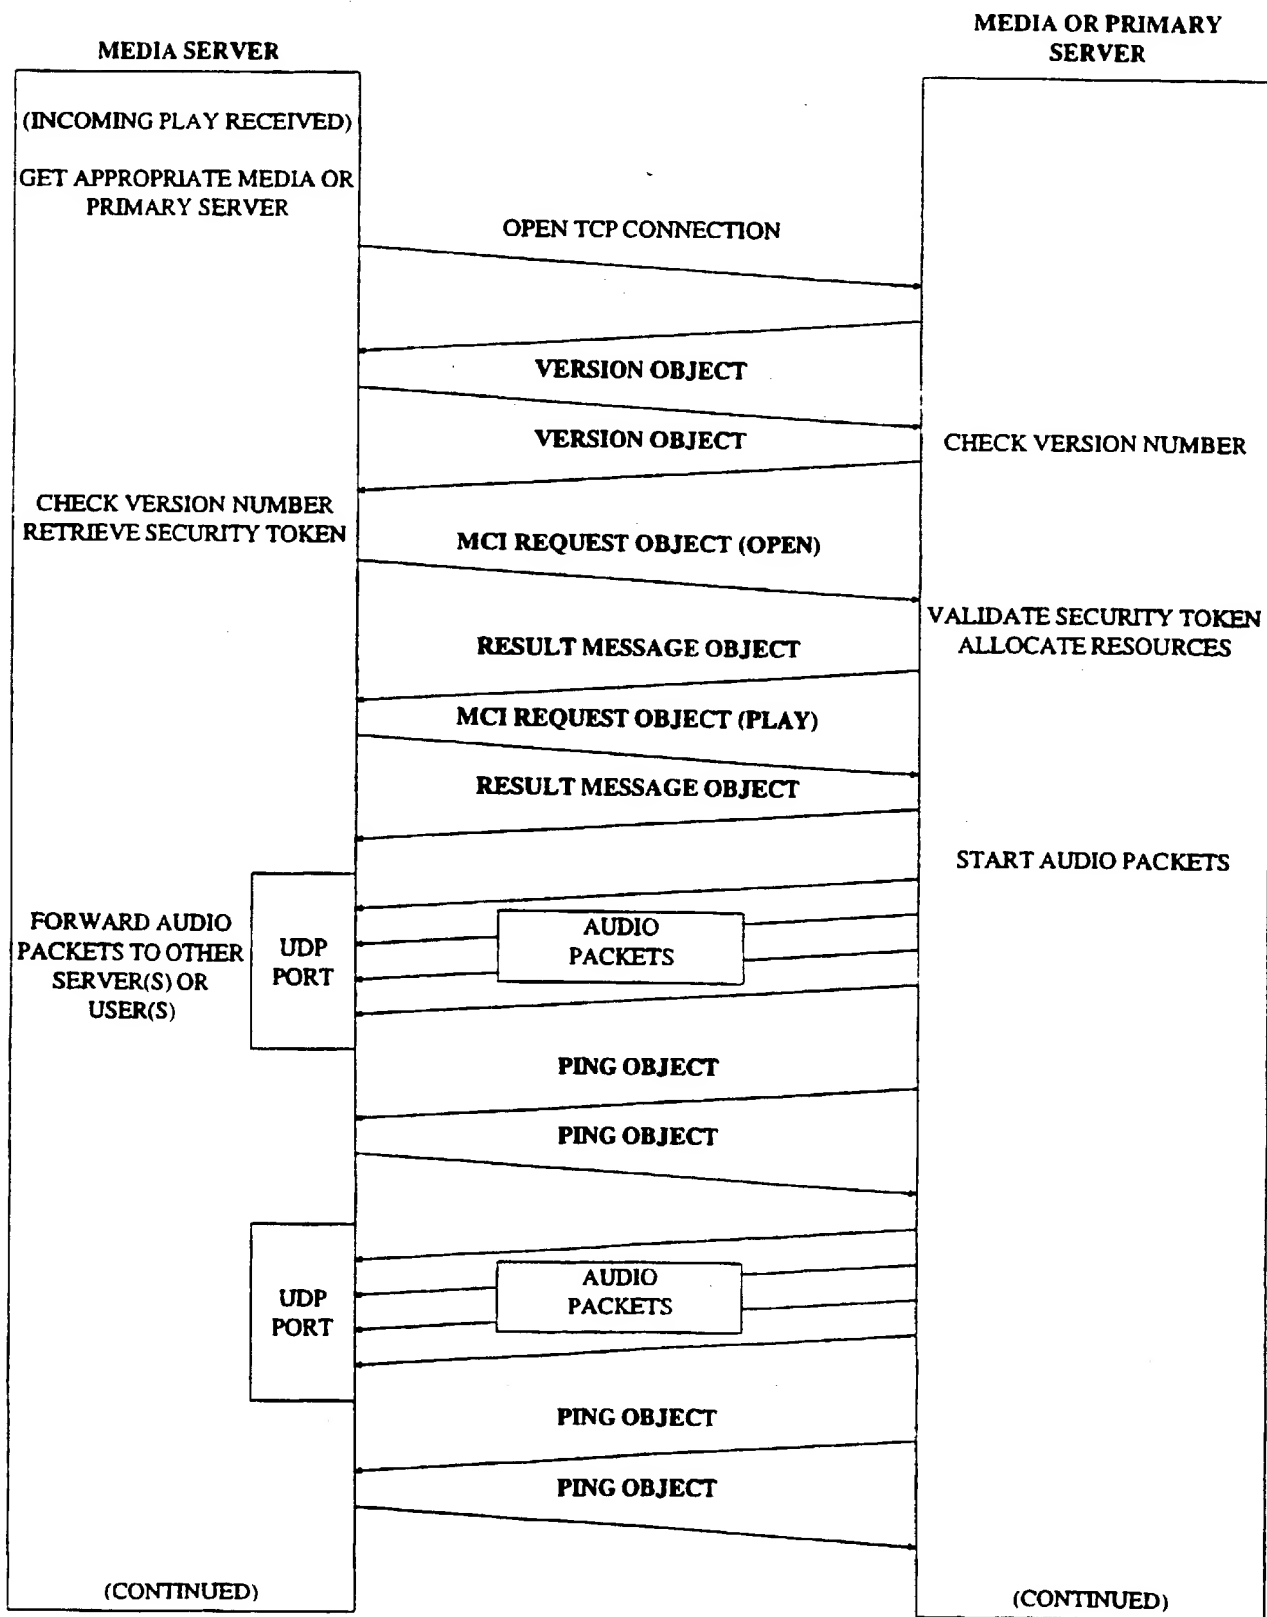 MEDIA SERVER
MEDIA OR PRIMARY
SERVER
(INCOMING PLAY RECEIVED)
GET APPROPRIATE MEDIA OR
PRIMARY SERVER
OPEN TCP CONNECTION
VERSION OBJECT
VERSION OBJECT
CHECK VERSION NUMBER
CHECK VERSION NUMBER
RETRIEVE SECURITY TOKEN
MCI REQUEST OBJECT (OPEN)
VALIDATE SECURITY TOKEN
ALLOCATE RESOURCES
RESULT MESSAGE OBJECT
MCI REQUEST OBJECT (PLAY)
RESULT MESSAGE OBJECT
START AUDIO PACKETS
FORWARD AUDIO
PACKETS TO OTHER
SERVER(S) OR
USER(S)
UDP
PORT
AUDIO
PACKETS
PING OBJECT
PING OBJECT
UDP
PORT
AUDIO
PACKETS
PING OBJECT
PING OBJECT
(CONTINUED)
(CONTINUED)